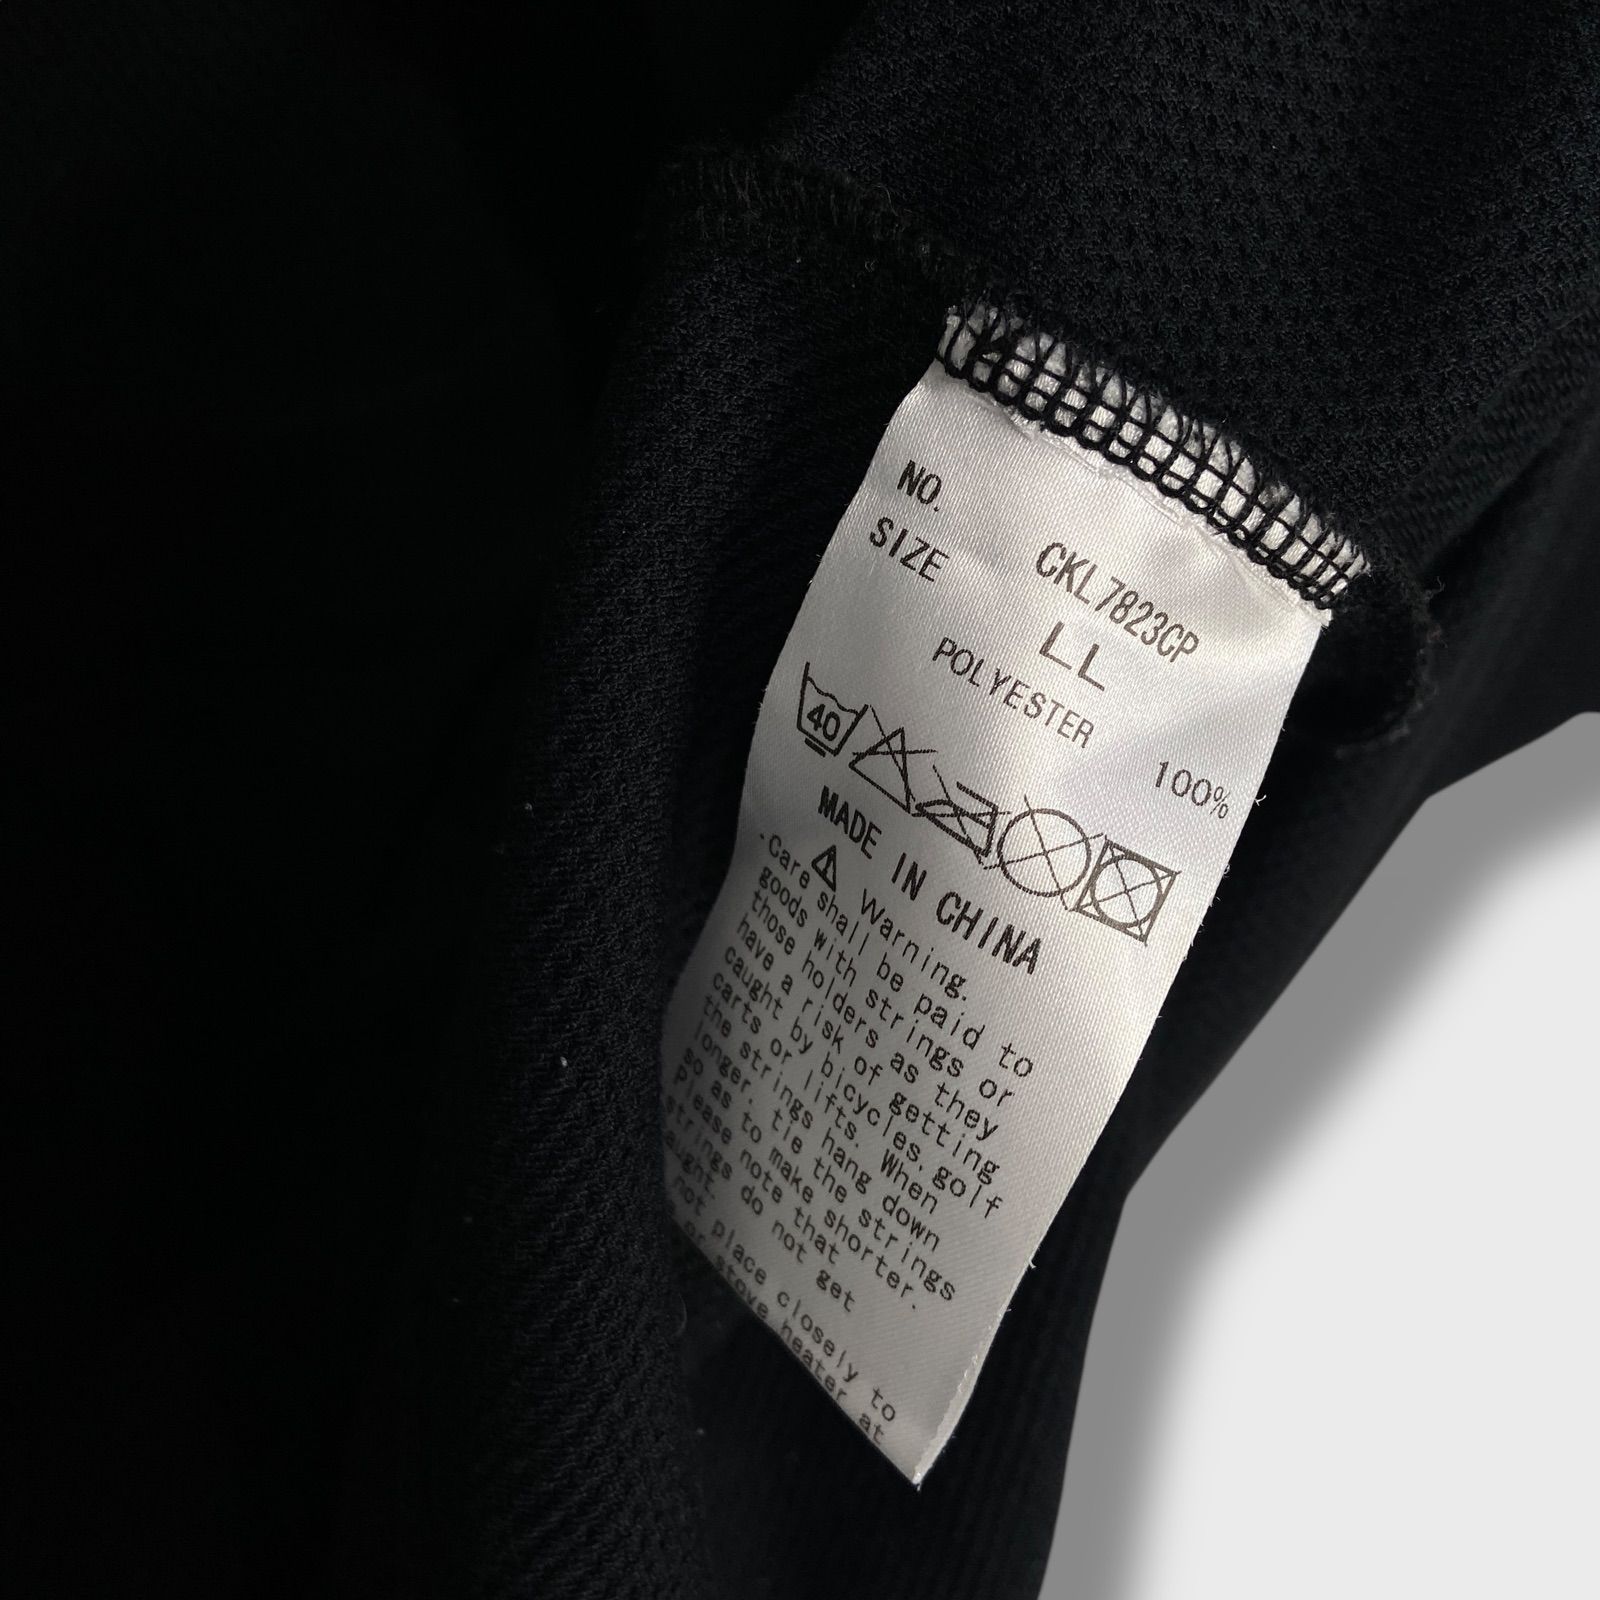 NO. CKL7823CP
SIZE LL
POLYESTER 100%
40
MADE IN CHINA
Warning.
.Care shall be paid to
goods with strings or
those holders as they
have a risk of getting
caught by bicycles, golf
carts or lifts. When
the strings hang down
longer, tie the strings
so as to make shorter.
Please note that
strings do not get
aught.
not place closely to
or stove heater at